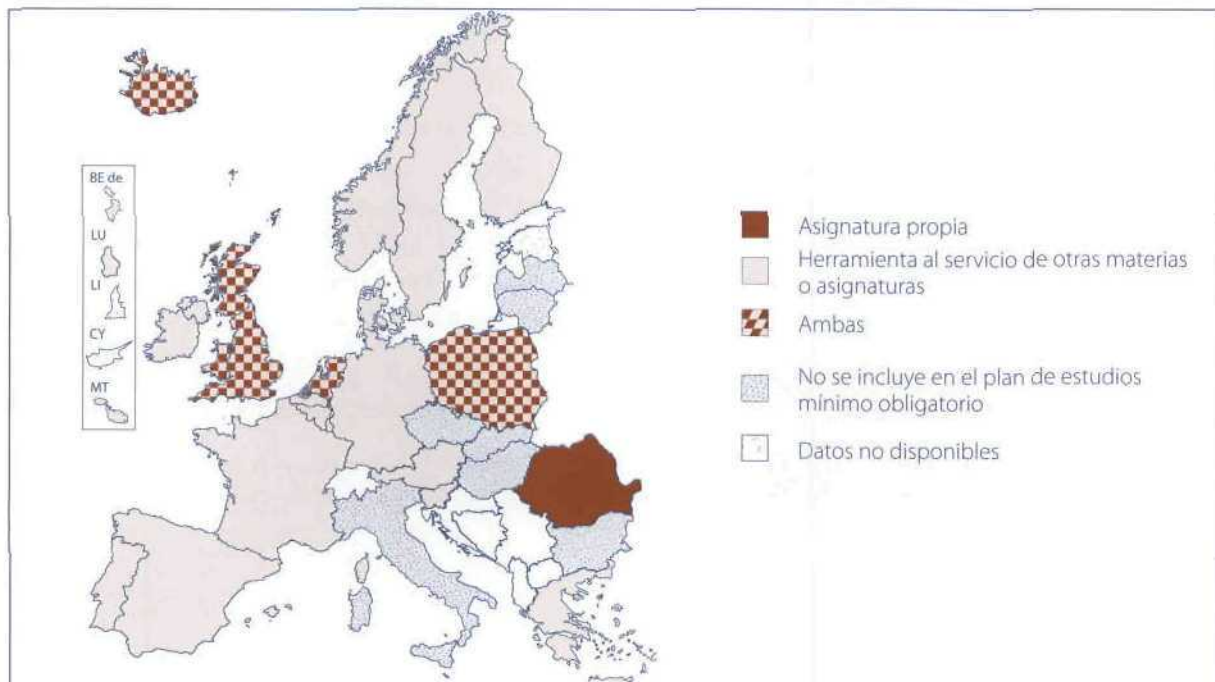 BE de
LU
LI
CY
MT
Asignatura propia
Herramienta al servicio de otras materias
o asignaturas
Ambas
No se incluye en el plan de estudios
mínimo obligatorio
Datos no disponibles